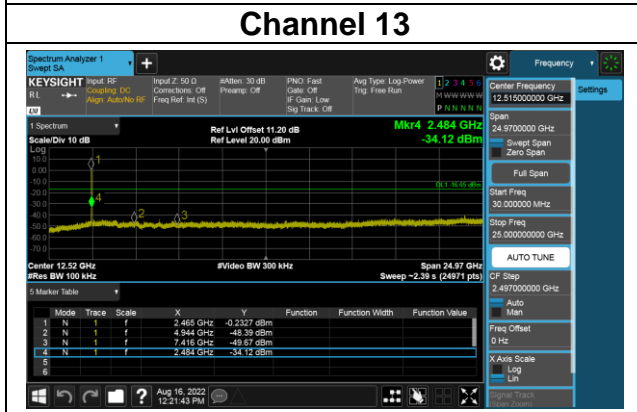 Channel 13
Spectrum Analyzer 1
Swept SA
Frequency
KEYSIGHT
RL
Input: RF
Coupling: DC
Align: Auto/No RF
Input Z: 50 Ω
Corrections: Off
Freq Ref: Int (S)
#Atten: 30 dB
Preamp: Off
PNO: Fast
Gate: Off
IF Gain: Low
Sig Track: Off
Avg Type: Log-Power
Trig: Free Run
1 2 3 4 5 6
M W W W W W
P N N N N N
1 Spectrum
Scale/Div 10 dB
Ref Lvl Offset 11.20 dB
Ref Level 20.00 dBm
Mkr4 2.484 GHz
-34.12 dBm
Log
10.0
0.00
-10.0
-20.0
-30.0
-40.0
-50.0
-60.0
-70.0
1
4
2
3
DL1 -16.65 dBm
Center 12.52 GHz
#Res BW 100 kHz
#Video BW 300 kHz
Span 24.97 GHz
Sweep ~2.39 s (24971 pts)
5 Marker Table
Mode Trace Scale X Y Function Function Width Function Value
1 N 1 f 2.465 GHz -0.2327 dBm
2 N 1 f 4.944 GHz -48.39 dBm
3 N 1 f 7.416 GHz -49.67 dBm
4 N 1 f 2.484 GHz -34.12 dBm
5
6
Center Frequency
12.515000000 GHz
Settings
Span
24.9700000 GHz
Swept Span
Zero Span
Full Span
Start Freq
30.000000 MHz
Stop Freq
25.000000000 GHz
AUTO TUNE
CF Step
2.497000000 GHz
Auto
Man
Freq Offset
0 Hz
X Axis Scale
Log
Lin
Signal Track
(Span Zoom)
?
Aug 16, 2022
12:21:43 PM